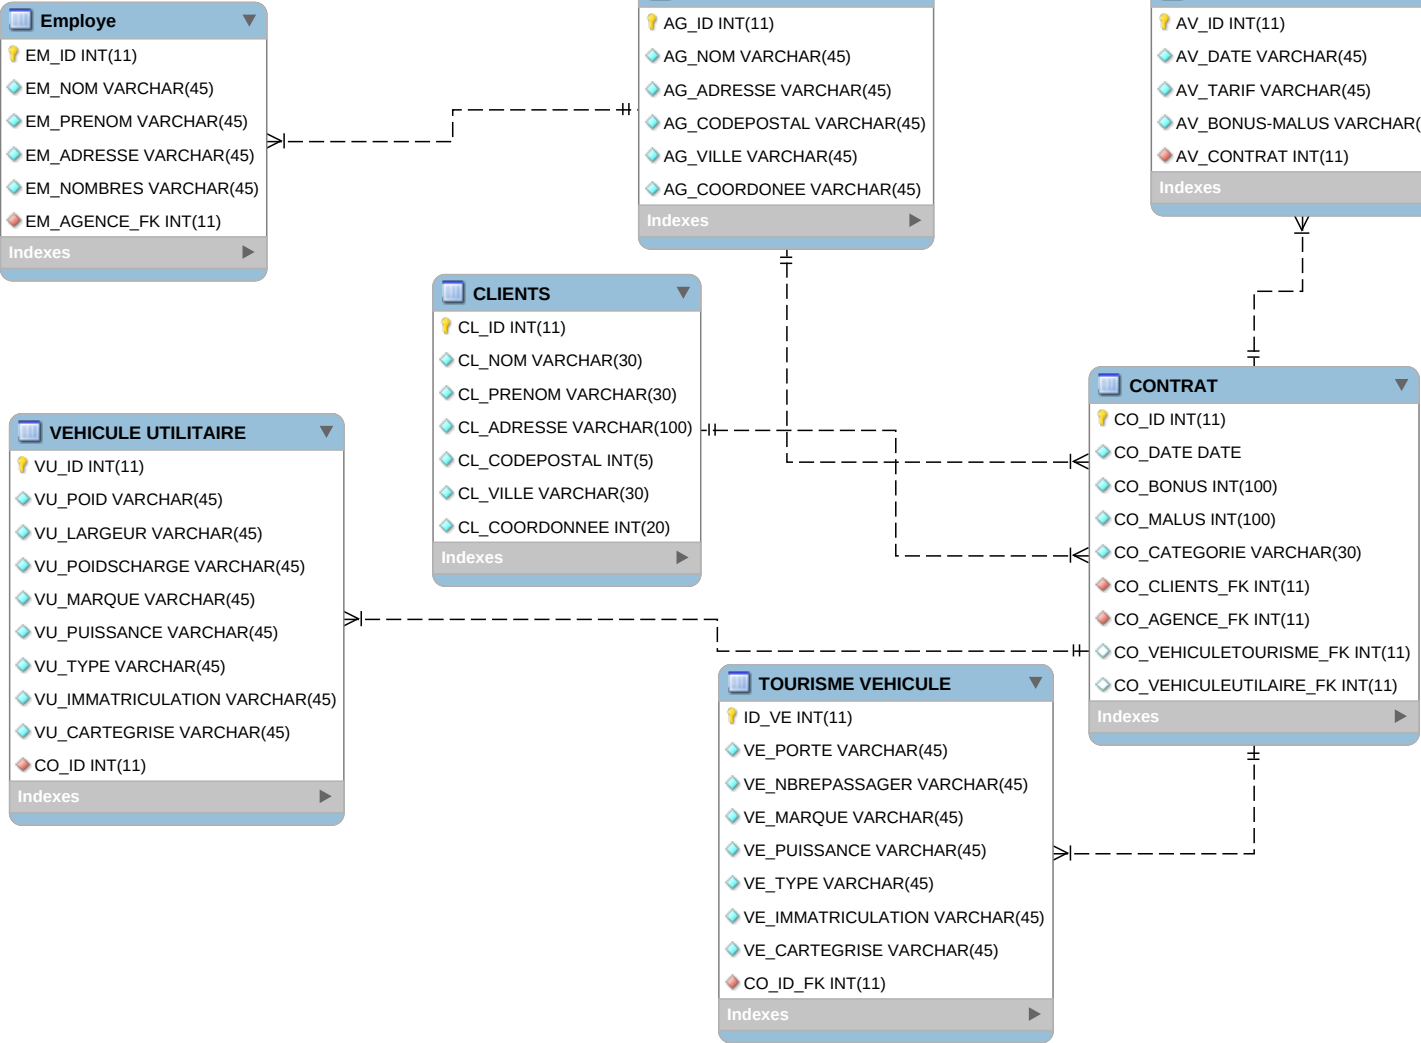 Employe
EM_ID INT(11)
EM_NOM VARCHAR(45)
EM_PRENOM VARCHAR(45)
EM_ADRESSE VARCHAR(45)
EM_NOMBRES VARCHAR(45)
EM_AGENCE_FK INT(11)
Indexes
AG_ID INT(11)
AG_NOM VARCHAR(45)
AG_ADRESSE VARCHAR(45)
AG_CODEPOSTAL VARCHAR(45)
AG_VILLE VARCHAR(45)
AG_COORDONEE VARCHAR(45)
Indexes
AV_ID INT(11)
AV_DATE VARCHAR(45)
AV_TARIF VARCHAR(45)
AV_BONUS-MALUS VARCHAR(
AV_CONTRAT INT(11)
Indexes
CLIENTS
CL_ID INT(11)
CL_NOM VARCHAR(30)
CL_PRENOM VARCHAR(30)
CL_ADRESSE VARCHAR(100)
CL_CODEPOSTAL INT(5)
CL_VILLE VARCHAR(30)
CL_COORDONNEE INT(20)
Indexes
CONTRAT
CO_ID INT(11)
CO_DATE DATE
CO_BONUS INT(100)
CO_MALUS INT(100)
CO_CATEGORIE VARCHAR(30)
CO_CLIENTS_FK INT(11)
CO_AGENCE_FK INT(11)
CO_VEHICULETOURISME_FK INT(11)
CO_VEHICULEUTILAIRE_FK INT(11)
Indexes
VEHICULE UTILITAIRE
VU_ID INT(11)
VU_POID VARCHAR(45)
VU_LARGEUR VARCHAR(45)
VU_POIDSCHARGE VARCHAR(45)
VU_MARQUE VARCHAR(45)
VU_PUISSANCE VARCHAR(45)
VU_TYPE VARCHAR(45)
VU_IMMATRICULATION VARCHAR(45)
VU_CARTEGRISE VARCHAR(45)
CO_ID INT(11)
Indexes
TOURISME VEHICULE
ID_VE INT(11)
VE_PORTE VARCHAR(45)
VE_NBREPASSAGER VARCHAR(45)
VE_MARQUE VARCHAR(45)
VE_PUISSANCE VARCHAR(45)
VE_TYPE VARCHAR(45)
VE_IMMATRICULATION VARCHAR(45)
VE_CARTEGRISE VARCHAR(45)
CO_ID_FK INT(11)
Indexes